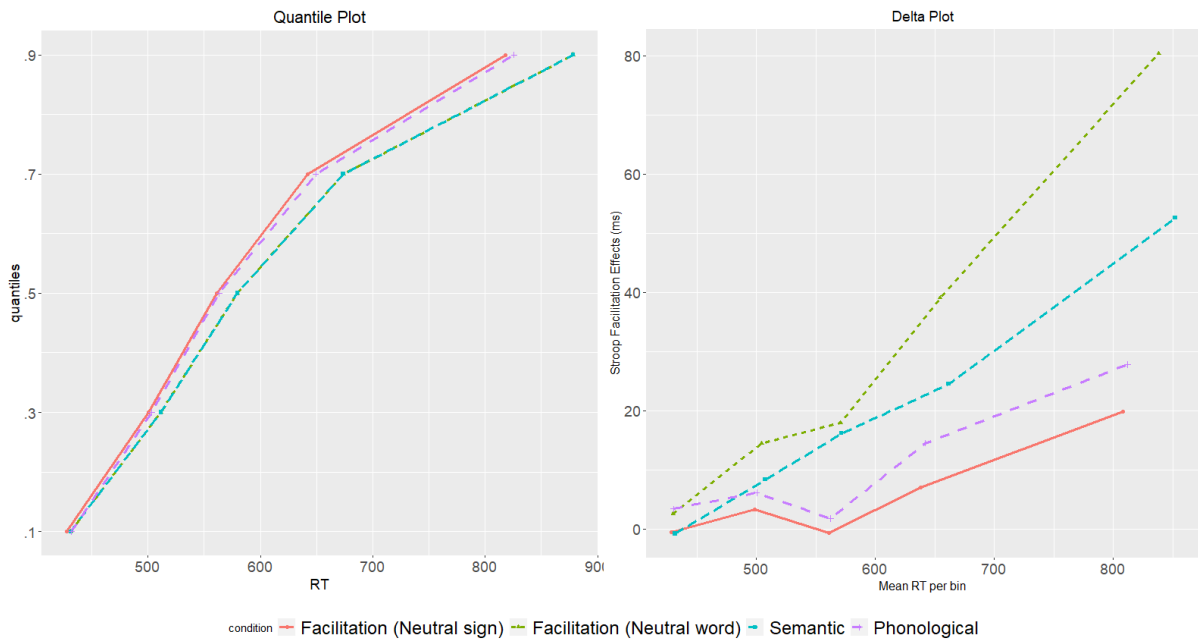 Quantile Plot
quantiles
.9
.7
.5
.3
.1
500 600 700 800 900
RT
Delta Plot
Stroop Facilitation Effects (ms)
80
60
40
20
0
500 600 700 800
Mean RT per bin
condition Facilitation (Neutral sign) Facilitation (Neutral word) Semantic Phonological